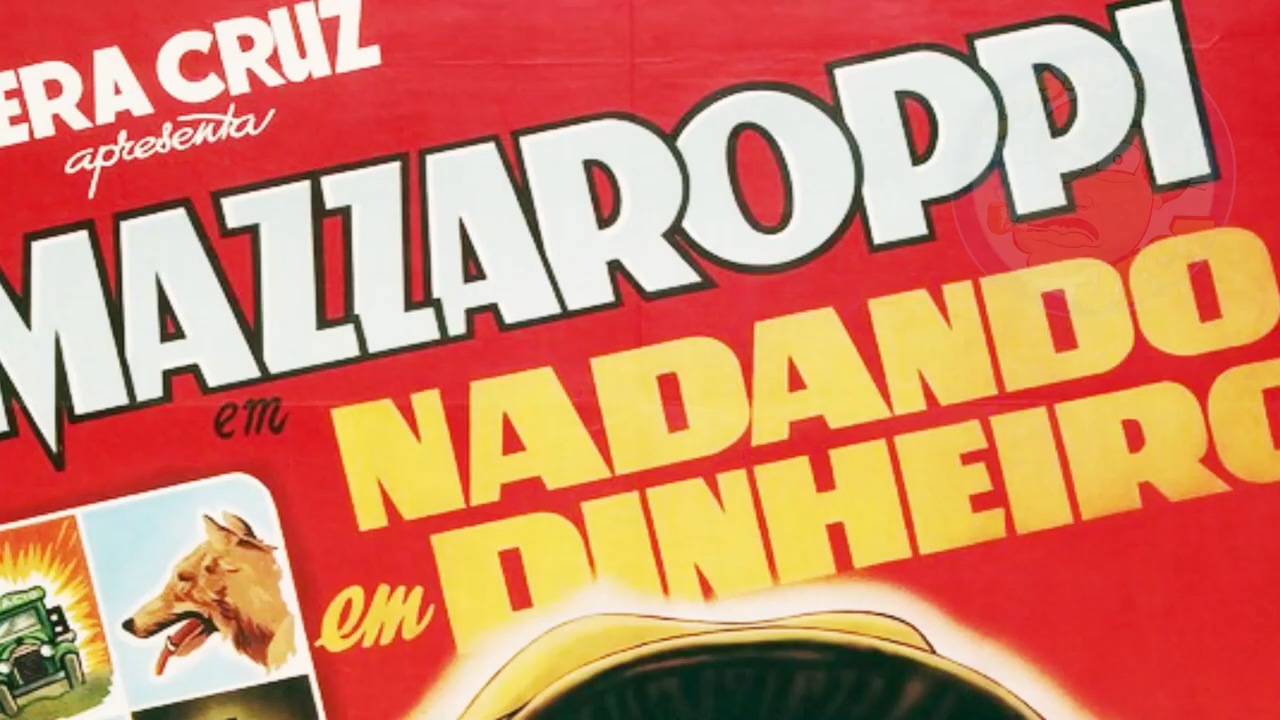 ERA CRUZ
apresenta
MAZZAROPPI
em
NADANDO
em DINHEIRO